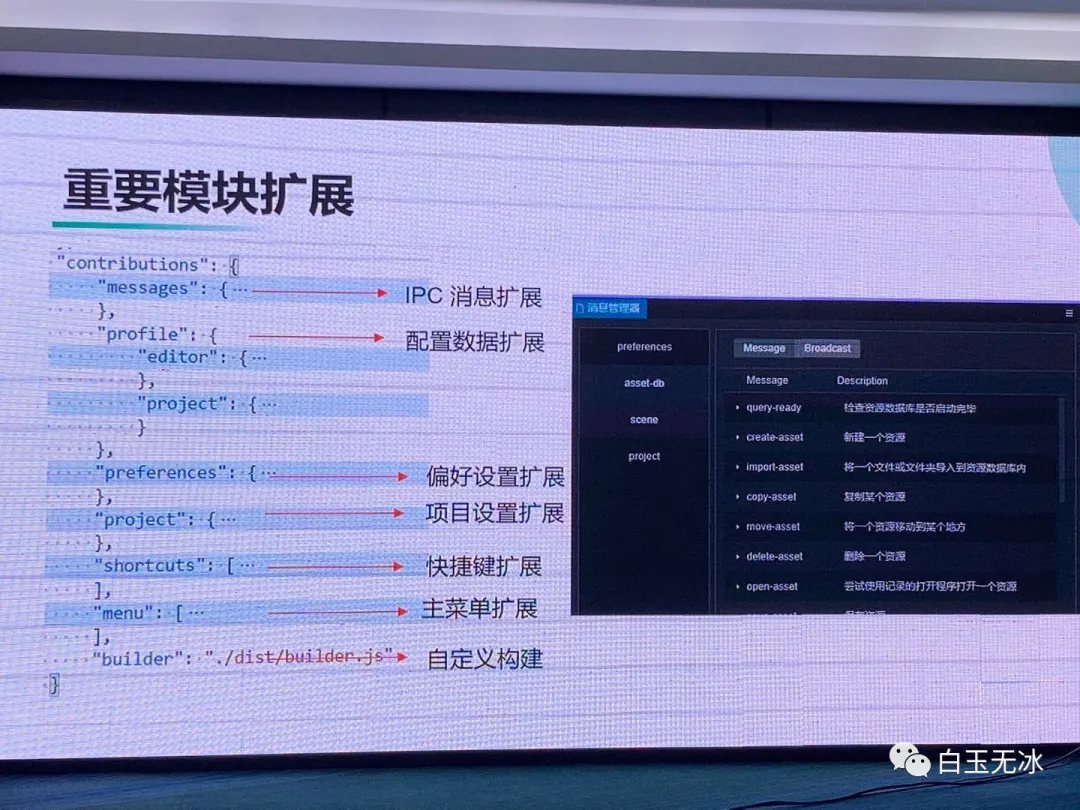 重要模块扩展
"contributions": {
"messages": {… IPC 消息扩展
},
"profile": { 配置数据扩展
"editor": {…
},
"project": {…
}
},
"preferences": {… 偏好设置扩展
},
"project": {… 项目设置扩展
},
"shortcuts": [… 快捷键扩展
],
"menu": [… 主菜单扩展
],
"builder": "./dist/builder.js" 自定义构建
}
消息管理器
preferences
asset-db
scene
project
Message Broadcast
Message Description
query-ready 检查资源数据库是否启动完毕
create-asset 新建一个资源
import-asset 将一个文件或文件夹导入到资源数据库内
copy-asset 复制某个资源
move-asset 将一个资源移动到某个地方
delete-asset 删除一个资源
open-asset 尝试使用记录的打开程序打开一个资源
白玉无冰